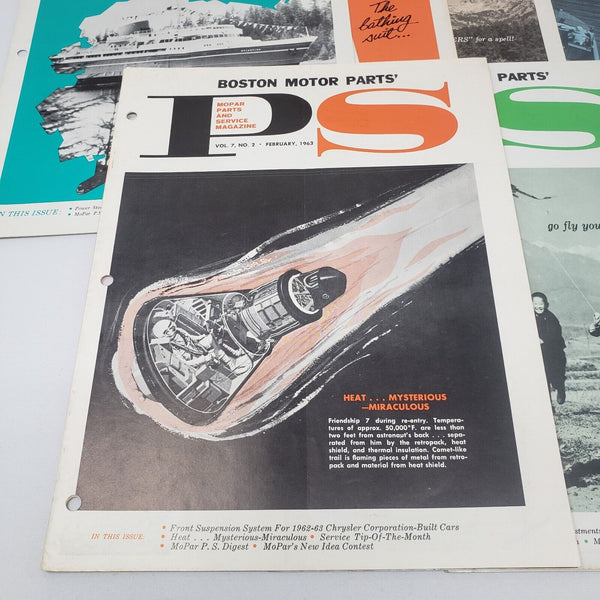 The
bathing
suit...
ERS" for a spell!
IN THIS ISSUE:
• MoPar P.S.
BOSTON MOTOR PARTS'
PS
MOPAR
PARTS
AND
SERVICE
MAGAZINE
VOL. 7, NO. 2 • FEBRUARY, 1963
HEAT . . . MYSTERIOUS
—MIRACULOUS
Friendship 7 during re-entry. Tempera-
tures of approx. 50,000°F. are less than
two feet from astronaut's back . . . sepa-
rated from him by the retropack, heat
shield, and thermal insulation. Comet-like
trail is flaming pieces of metal from retro-
pack and material from heat shield.
IN THIS ISSUE:
• Front Suspension System For 1962-63 Chrysler Corporation-Built Cars
• Heat . . . Mysterious-Miraculous • Service Tip-Of-The-Month
• MoPar P. S. Digest • MoPar's New Idea Contest
PARTS'
S
go fly you